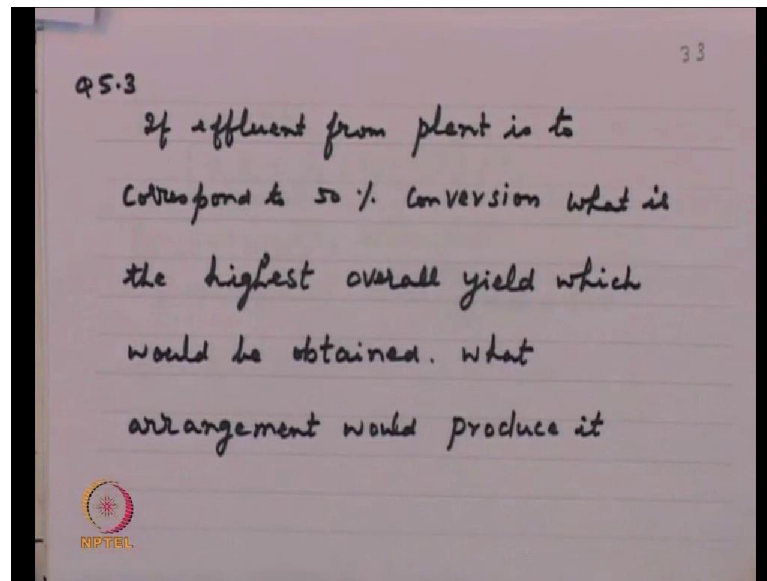 33
Q 5.3
If effluent from plant is to
correspond to 50 %. conversion what is
the highest overall yield which
would be obtained. what
arrangement would produce it
NPTEL